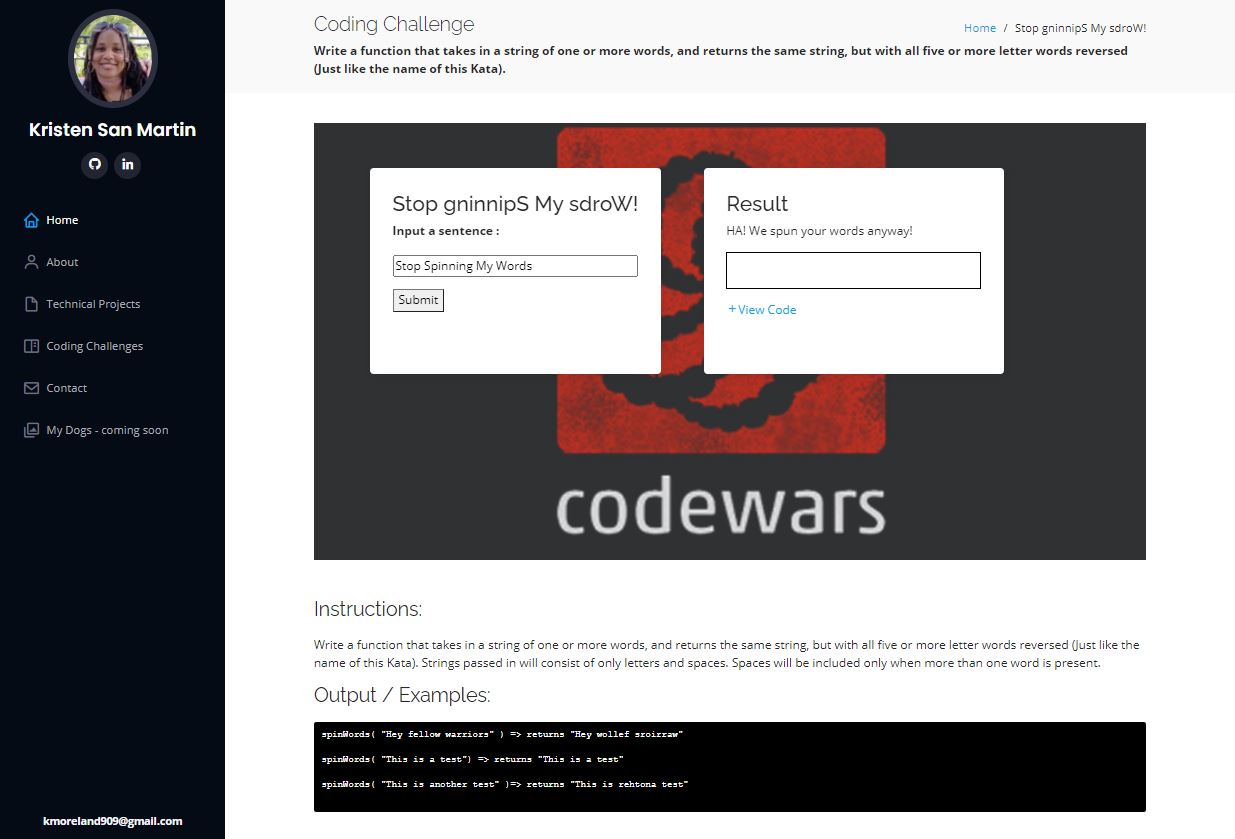 Kristen San Martin
Home
About
Technical Projects
Coding Challenges
Contact
My Dogs - coming soon
kmoreland909@gmail.com
Coding Challenge
Home / Stop gninnipS My sdroW!
Write a function that takes in a string of one or more words, and returns the same string, but with all five or more letter words reversed
(Just like the name of this Kata).
Stop gninnipS My sdroW!
Input a sentence :
Stop Spinning My Words
Submit
Result
HA! We spun your words anyway!
+ View Code
codewars
Instructions:
Write a function that takes in a string of one or more words, and returns the same string, but with all five or more letter words reversed (Just like the
name of this Kata). Strings passed in will consist of only letters and spaces. Spaces will be included only when more than one word is present.
Output / Examples:
spinWords( "Hey fellow warriors" ) => returns "Hey wollef sroirraw"
spinWords( "This is a test") => returns "This is a test"
spinWords( "This is another test" )=> returns "This is rehtona test"